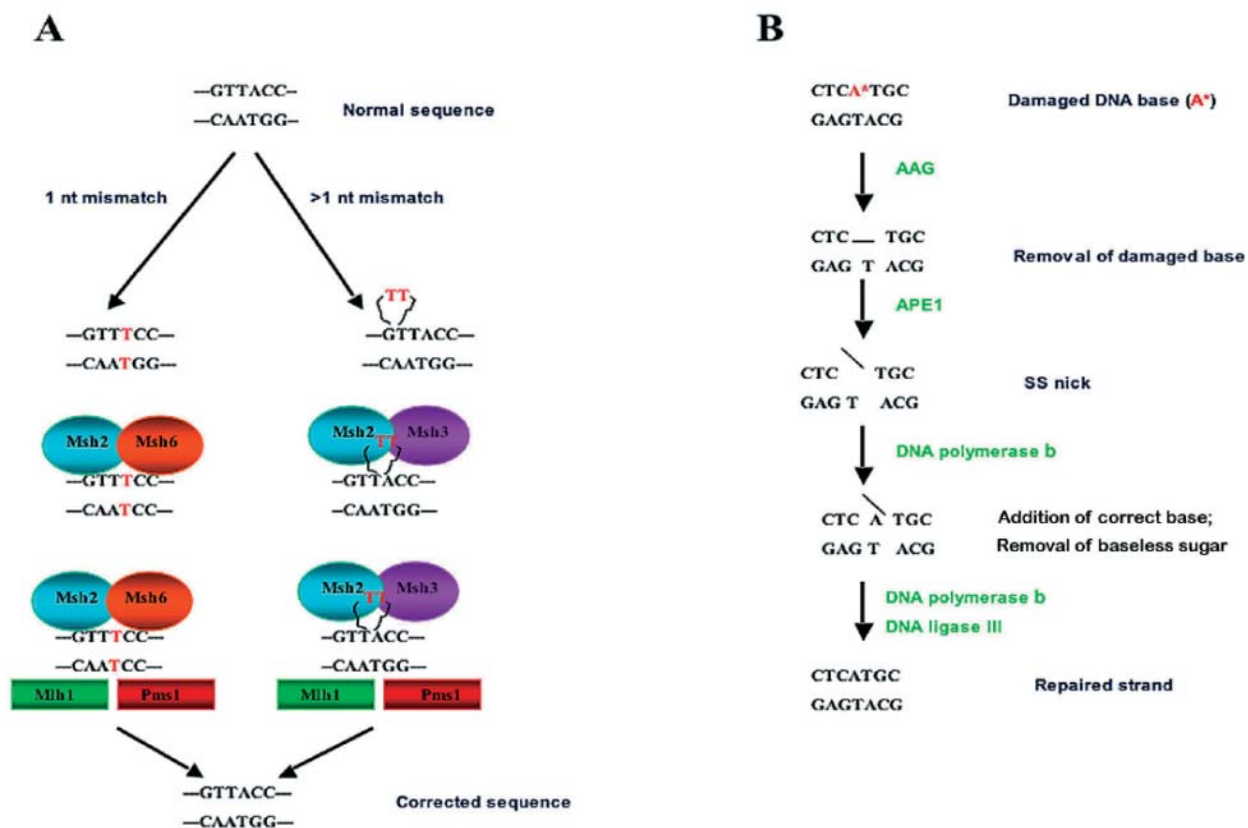 A
---GTTACC--
---CAATGG--
Normal sequence
1 nt mismatch
>1 nt mismatch
---GTTTCC---
---CAATGG---
TT
---GTTACC---
---CAATGG---
Msh2
Msh6
---GTTTCC---
---CAATCC---
Msh2
TT
Msh3
---GTTACC---
---CAATGG---
Msh2
Msh6
---GTTTCC---
---CAATCC---
Mlh1
Pms1
Msh2
TT
Msh3
---GTTACC---
---CAATGG---
Mlh1
Pms1
---GTTACC---
---CAATGG---
Corrected sequence
B
CTCA*TGC
GAGTACG
Damaged DNA base (A*)
AAG
CTC — TGC
GAG T ACG
Removal of damaged base
APE1
CTC TGC
GAG T ACG
SS nick
DNA polymerase b
CTC A TGC
GAG T ACG
Addition of correct base;
Removal of baseless sugar
DNA polymerase b
DNA ligase III
CTCATGC
GAGTACG
Repaired strand